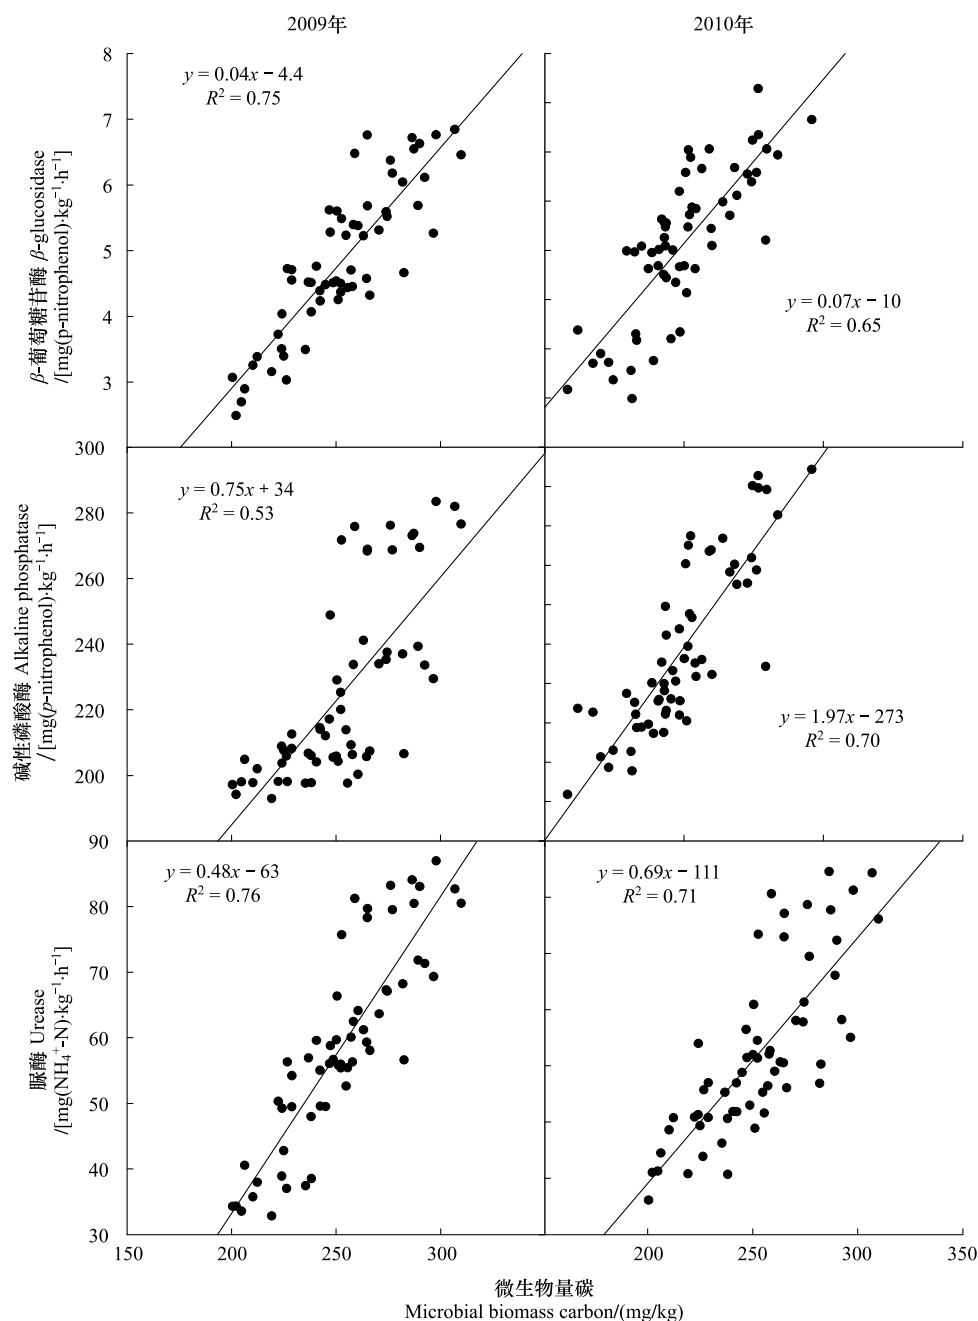 2009年
2010年
8
7
6
5
4
3
y = 0.04x − 4.4
R² = 0.75
y = 0.07x − 10
R² = 0.65
β-葡萄糖苷酶 β-glucosidase
/[mg(p-nitrophenol)·kg⁻¹·h⁻¹]
300
280
260
240
220
200
y = 0.75x + 34
R² = 0.53
y = 1.97x − 273
R² = 0.70
碱性磷酸酶 Alkaline phosphatase
/[mg(p-nitrophenol)·kg⁻¹·h⁻¹]
90
80
70
60
50
40
30
y = 0.48x − 63
R² = 0.76
y = 0.69x − 111
R² = 0.71
脲酶 Urease
/[mg(NH₄⁺-N)·kg⁻¹·h⁻¹]
150 200 250 300 200 250 300 350
微生物量碳
Microbial biomass carbon/(mg/kg)